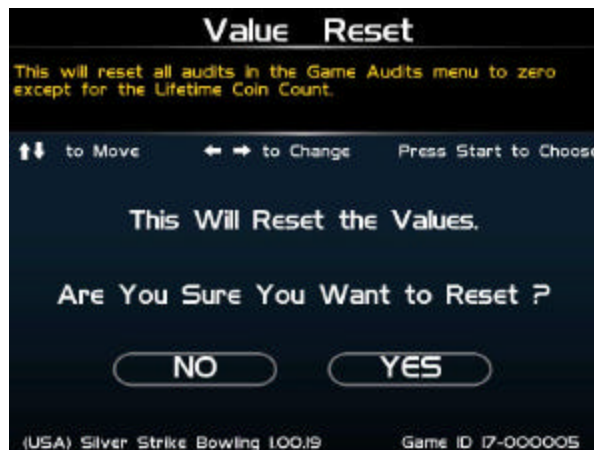 Value Reset
This will reset all audits in the Game Audits menu to zero
except for the Lifetime Coin Count.
to Move to Change Press Start to Choose
This Will Reset the Values.
Are You Sure You Want to Reset ?
NO YES
(USA) Silver Strike Bowling 1.00.19 Game ID 17-000005